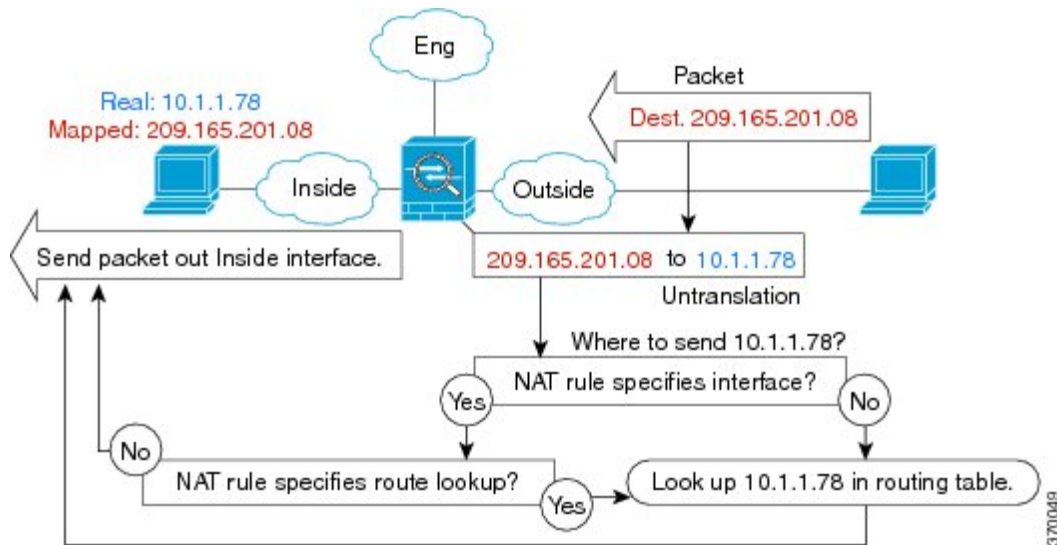 Eng
Packet
Real: 10.1.1.78
Mapped: 209.165.201.08
Dest. 209.165.201.08
Inside
Outside
Send packet out Inside interface.
209.165.201.08 to 10.1.1.78
Untranslation
Where to send 10.1.1.78?
NAT rule specifies interface?
Yes
No
No
NAT rule specifies route lookup?
Yes
Look up 10.1.1.78 in routing table.
370049